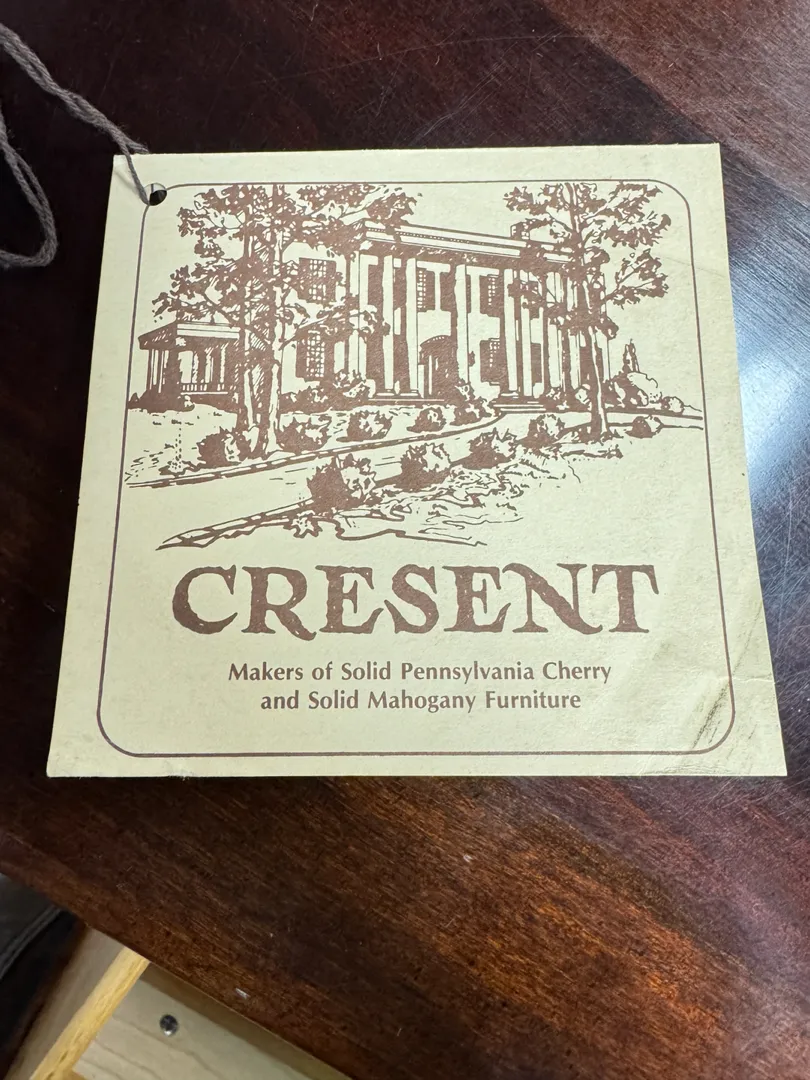 CRESENT
Makers of Solid Pennsylvania Cherry
and Solid Mahogany Furniture